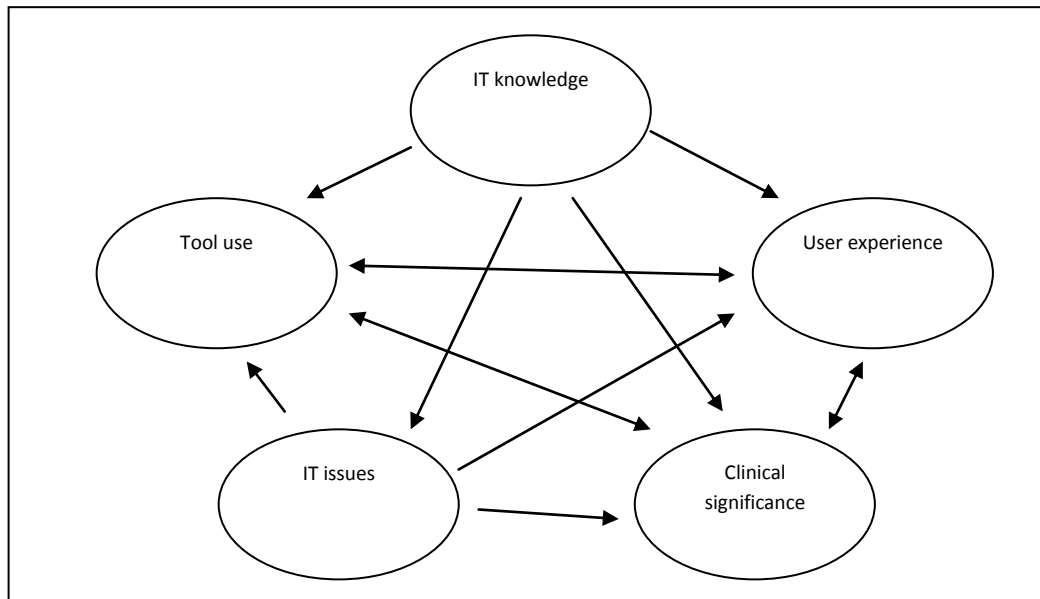 IT knowledge
Tool use
User experience
IT issues
Clinical
significance